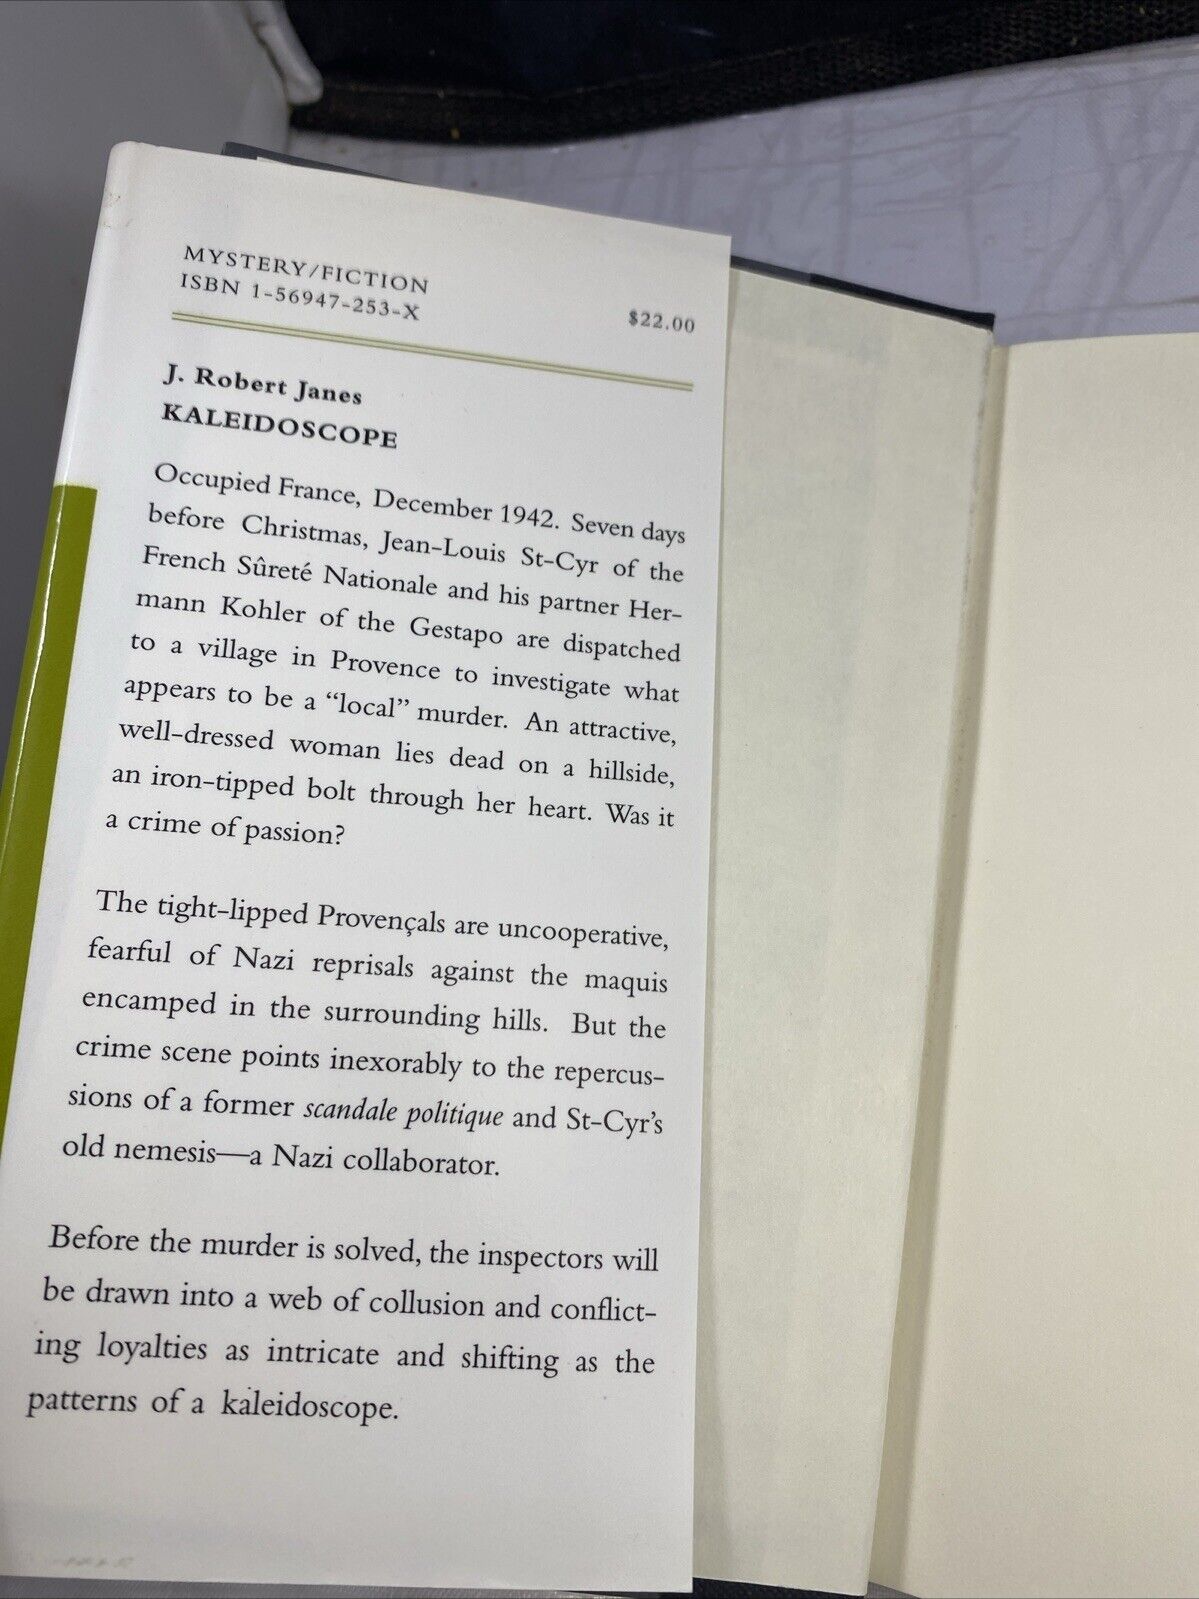 MYSTERY/FICTION
ISBN 1-56947-253-X
$22.00
J. Robert Janes
KALEIDOSCOPE
Occupied France, December 1942. Seven days
before Christmas, Jean-Louis St-Cyr of the
French Sûreté Nationale and his partner Her-
mann Kohler of the Gestapo are dispatched
to a village in Provence to investigate what
appears to be a “local” murder. An attractive,
well-dressed woman lies dead on a hillside,
an iron-tipped bolt through her heart. Was it
a crime of passion?
The tight-lipped Provençals are uncooperative,
fearful of Nazi reprisals against the maquis
encamped in the surrounding hills. But the
crime scene points inexorably to the repercus-
sions of a former scandale politique and St-Cyr’s
old nemesis—a Nazi collaborator.
Before the murder is solved, the inspectors will
be drawn into a web of collusion and conflict-
ing loyalties as intricate and shifting as the
patterns of a kaleidoscope.